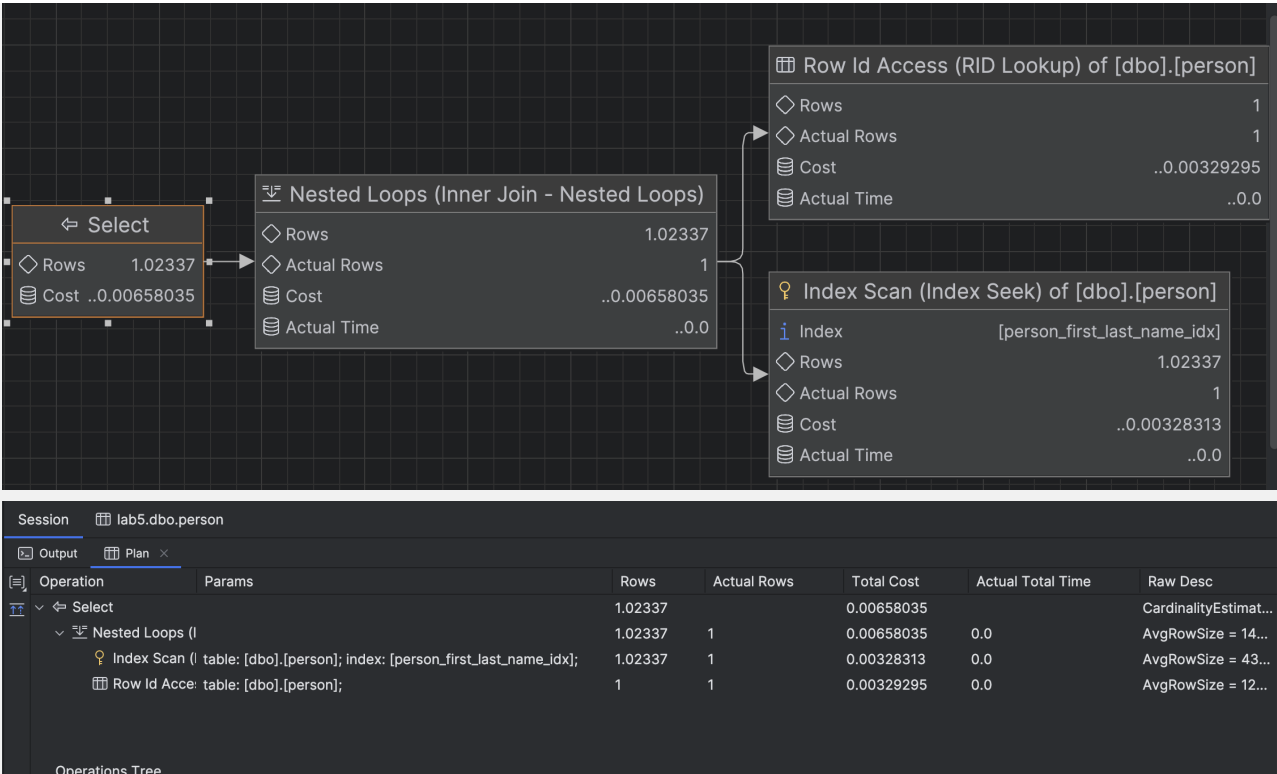 Row Id Access (RID Lookup) of [dbo].[person]
Rows 1
Actual Rows 1
Cost ..0.00329295
Actual Time ..0.0
Nested Loops (Inner Join - Nested Loops)
Rows 1.02337
Actual Rows 1
Cost ..0.00658035
Actual Time ..0.0
Select
Rows 1.02337
Cost ..0.00658035
Index Scan (Index Seek) of [dbo].[person]
Index [person_first_last_name_idx]
Rows 1.02337
Actual Rows 1
Cost ..0.00328313
Actual Time ..0.0
Session lab5.dbo.person
Output Plan
Operation Params Rows Actual Rows Total Cost Actual Total Time Raw Desc
Select 1.02337 0.00658035 CardinalityEstimat...
Nested Loops (I 1.02337 1 0.00658035 0.0 AvgRowSize = 14...
Index Scan (I table: [dbo].[person]; index: [person_first_last_name_idx]; 1.02337 1 0.00328313 0.0 AvgRowSize = 43...
Row Id Acce table: [dbo].[person]; 1 1 0.00329295 0.0 AvgRowSize = 12...
Operations Tree